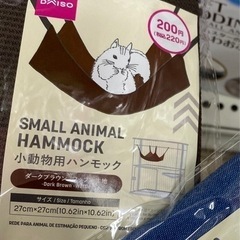 DAISO
200円
(税込220円)
SMALL ANIMAL
HAMMOCK
小動物用ハンモック
ダークブラウン
-Dark Brown-
サイズ / Size / Tamanho
27cm×27cm(10.62in×10.62in)
REDE PARA ANIMAL DE ESTIMAÇÃO PEQUENO